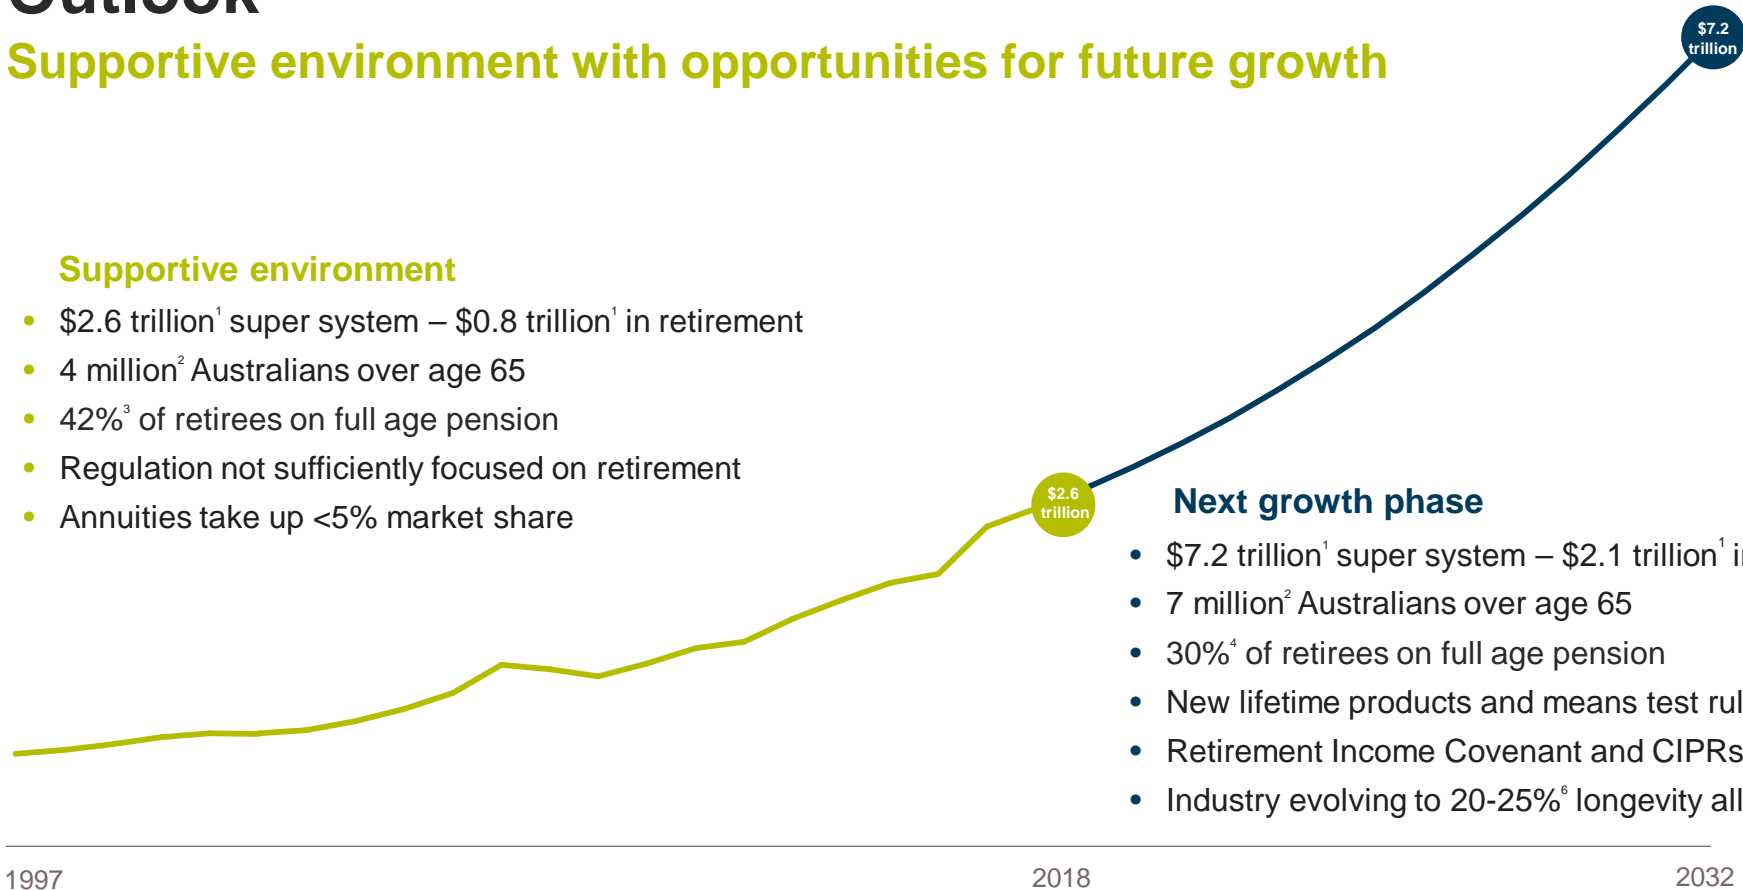 Outlook
Supportive environment with opportunities for future growth
$7.2
trillion
Supportive environment
• $2.6 trillion¹ super system – $0.8 trillion¹ in retirement
• 4 million² Australians over age 65
• 42%³ of retirees on full age pension
• Regulation not sufficiently focused on retirement
• Annuities take up <5% market share
$2.6
trillion
Next growth phase
• $7.2 trillion¹ super system – $2.1 trillion¹
• 7 million² Australians over age 65
• 30%⁴ of retirees on full age pension
• New lifetime products and means test
• Retirement Income Covenant and CIPRs
• Industry evolving to 20-25%⁶ longevity
1997
2018
2032